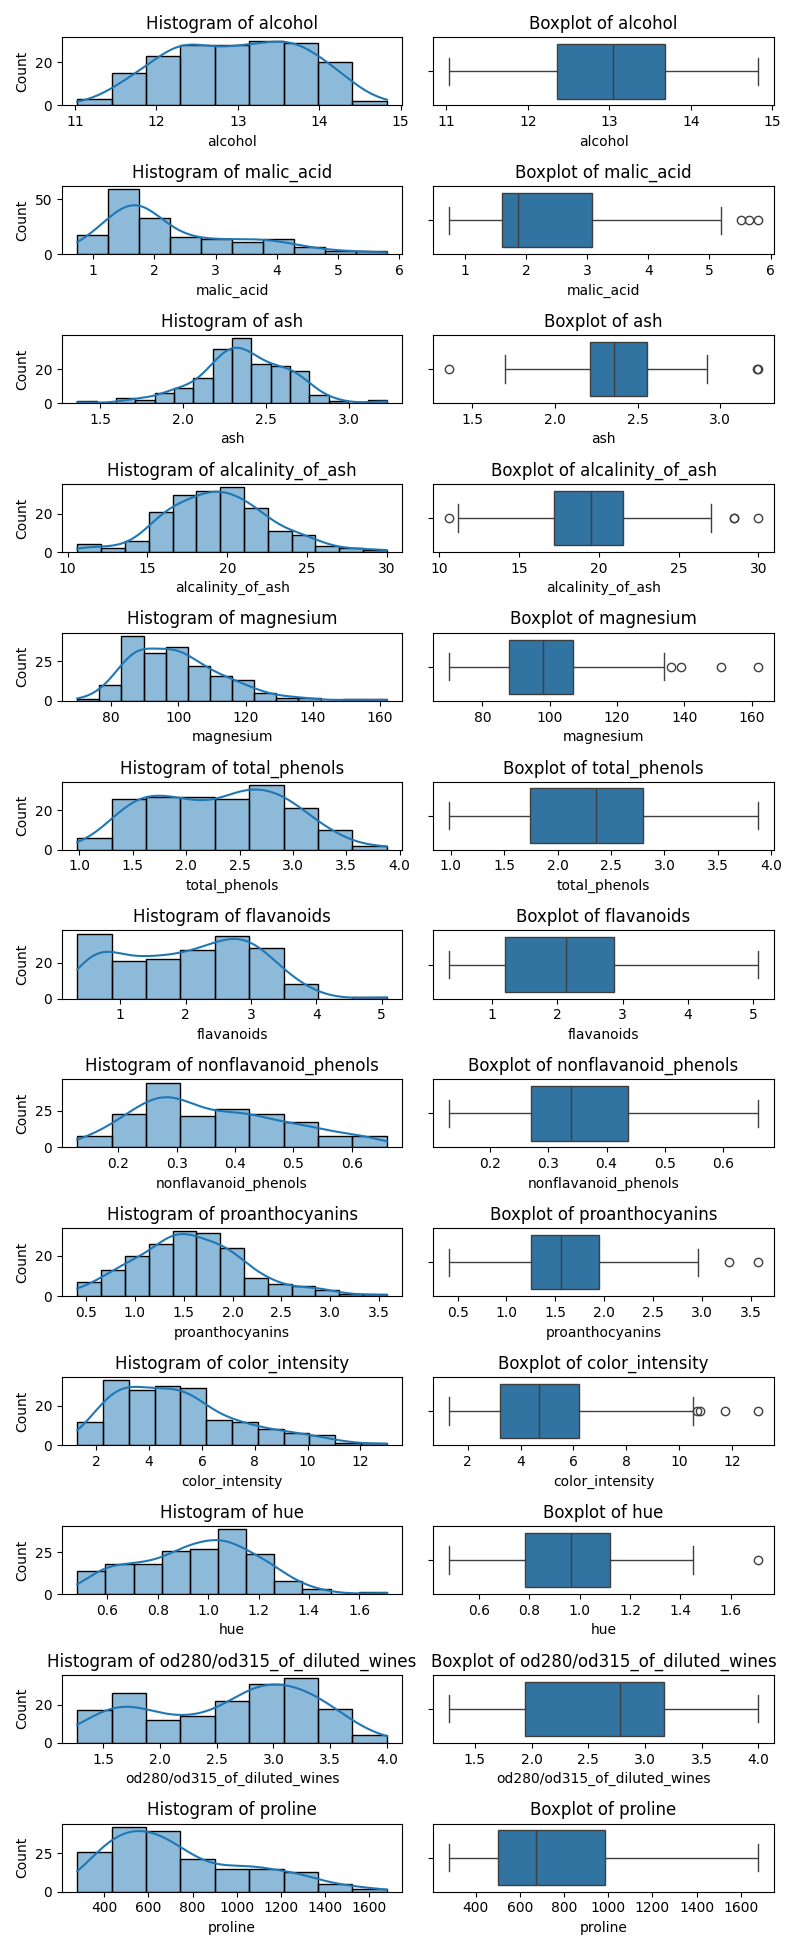 Histogram of alcohol Boxplot of alcohol
Count
20
0
11 12 13 14 15 11 12 13 14 15
alcohol alcohol
Histogram of malic_acid Boxplot of malic_acid
Count
50
0
1 2 3 4 5 6 1 2 3 4 5 6
malic_acid malic_acid
Histogram of ash Boxplot of ash
Count
20
0
1.5 2.0 2.5 3.0 1.5 2.0 2.5 3.0
ash ash
Histogram of alcalinity_of_ash Boxplot of alcalinity_of_ash
Count
20
0
10 15 20 25 30 10 15 20 25 30
alcalinity_of_ash alcalinity_of_ash
Histogram of magnesium Boxplot of magnesium
Count
25
0
80 100 120 140 160 80 100 120 140 160
magnesium magnesium
Histogram of total_phenols Boxplot of total_phenols
Count
20
0
1.0 1.5 2.0 2.5 3.0 3.5 4.0 1.0 1.5 2.0 2.5 3.0 3.5 4.0
total_phenols total_phenols
Histogram of flavanoids Boxplot of flavanoids
Count
20
0
1 2 3 4 5 1 2 3 4 5
flavanoids flavanoids
Histogram of nonflavanoid_phenols Boxplot of nonflavanoid_phenols
Count
25
0
0.2 0.3 0.4 0.5 0.6 0.2 0.3 0.4 0.5 0.6
nonflavanoid_phenols nonflavanoid_phenols
Histogram of proanthocyanins Boxplot of proanthocyanins
Count
20
0
0.5 1.0 1.5 2.0 2.5 3.0 3.5 0.5 1.0 1.5 2.0 2.5 3.0 3.5
proanthocyanins proanthocyanins
Histogram of color_intensity Boxplot of color_intensity
Count
20
0
2 4 6 8 10 12 2 4 6 8 10 12
color_intensity color_intensity
Histogram of hue Boxplot of hue
Count
25
0
0.6 0.8 1.0 1.2 1.4 1.6 0.6 0.8 1.0 1.2 1.4 1.6
hue hue
Histogram of od280/od315_of_diluted_wines Boxplot of od280/od315_of_diluted_wines
Count
20
0
1.5 2.0 2.5 3.0 3.5 4.0 1.5 2.0 2.5 3.0 3.5 4.0
od280/od315_of_diluted_wines od280/od315_of_diluted_wines
Histogram of proline Boxplot of proline
Count
25
0
400 600 800 1000 1200 1400 1600 400 600 800 1000 1200 1400 1600
proline proline